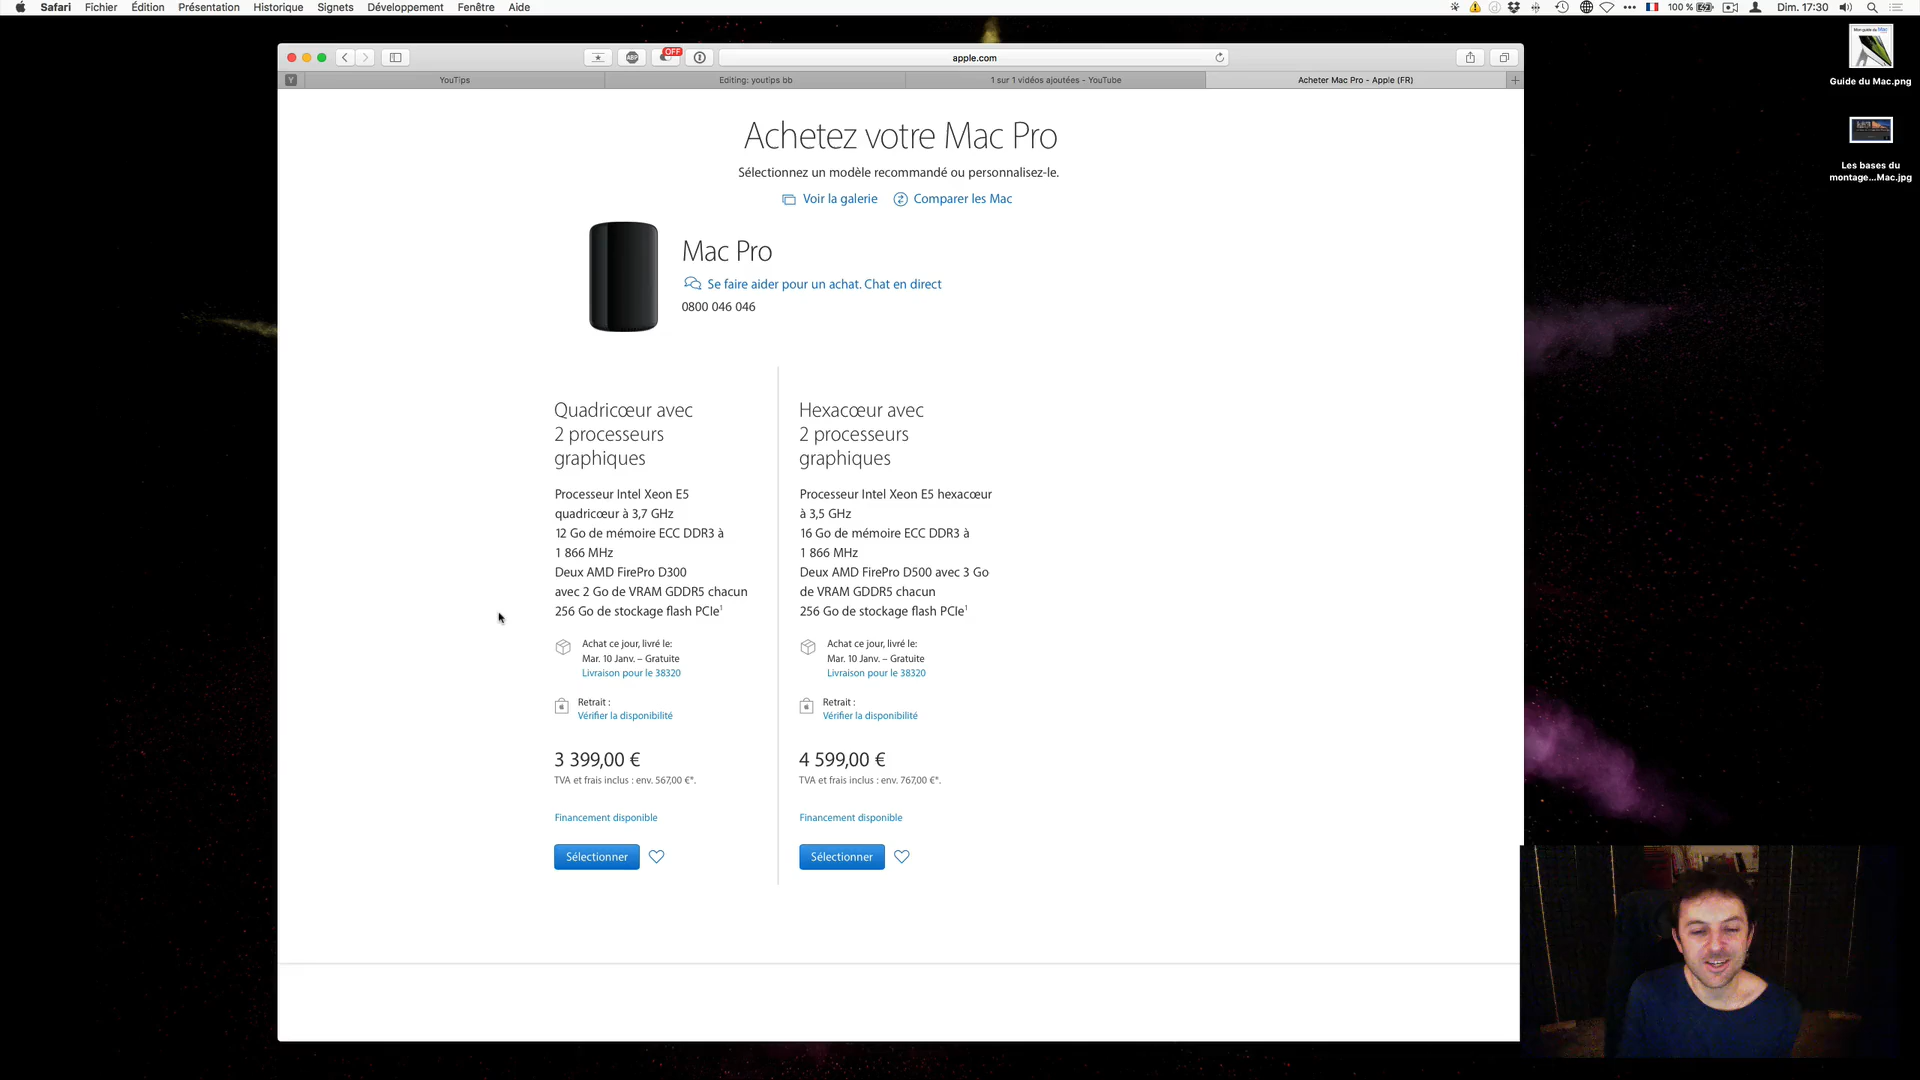 Safari Fichier Édition Présentation Historique Signets Développement Fenêtre Aide
100 % Dim. 17:30
apple.com
OFF
YouTips
Editing: youtips bb
1 sur 1 vidéos ajoutées - YouTube
Acheter Mac Pro - Apple (FR)
Guide du Mac.png
Les bases du
montage...Mac.jpg
Achetez votre Mac Pro
Sélectionnez un modèle recommandé ou personnalisez-le.
Voir la galerie Comparer les Mac
Mac Pro
Se faire aider pour un achat. Chat en direct
0800 046 046
Quadricœur avec
2 processeurs
graphiques
Processeur Intel Xeon E5
quadricœur à 3,7 GHz
12 Go de mémoire ECC DDR3 à
1 866 MHz
Deux AMD FirePro D300
avec 2 Go de VRAM GDDR5 chacun
256 Go de stockage flash PCIe¹
Achat ce jour, livré le:
Mar. 10 Janv. – Gratuite
Livraison pour le 38320
Retrait :
Vérifier la disponibilité
3 399,00 €
TVA et frais inclus : env. 567,00 €*.
Financement disponible
Sélectionner
Hexacœur avec
2 processeurs
graphiques
Processeur Intel Xeon E5 hexacœur
à 3,5 GHz
16 Go de mémoire ECC DDR3 à
1 866 MHz
Deux AMD FirePro D500 avec 3 Go
de VRAM GDDR5 chacun
256 Go de stockage flash PCIe¹
Achat ce jour, livré le:
Mar. 10 Janv. – Gratuite
Livraison pour le 38320
Retrait :
Vérifier la disponibilité
4 599,00 €
TVA et frais inclus : env. 767,00 €*.
Financement disponible
Sélectionner